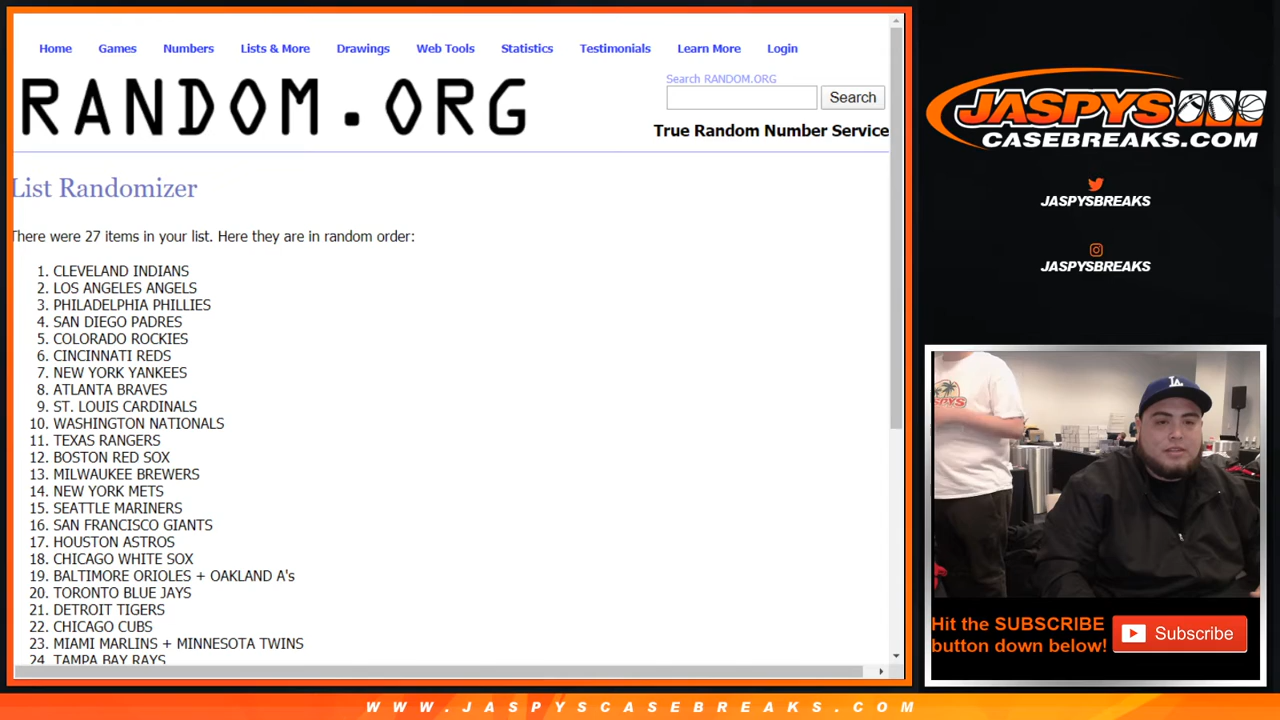 Home Games Numbers Lists & More Drawings Web Tools Statistics Testimonials Learn More Login
RANDOM.ORG
Search RANDOM.ORG
Search
True Random Number Service
List Randomizer
There were 27 items in your list. Here they are in random order:
1. CLEVELAND INDIANS
2. LOS ANGELES ANGELS
3. PHILADELPHIA PHILLIES
4. SAN DIEGO PADRES
5. COLORADO ROCKIES
6. CINCINNATI REDS
7. NEW YORK YANKEES
8. ATLANTA BRAVES
9. ST. LOUIS CARDINALS
10. WASHINGTON NATIONALS
11. TEXAS RANGERS
12. BOSTON RED SOX
13. MILWAUKEE BREWERS
14. NEW YORK METS
15. SEATTLE MARINERS
16. SAN FRANCISCO GIANTS
17. HOUSTON ASTROS
18. CHICAGO WHITE SOX
19. BALTIMORE ORIOLES + OAKLAND A's
20. TORONTO BLUE JAYS
21. DETROIT TIGERS
22. CHICAGO CUBS
23. MIAMI MARLINS + MINNESOTA TWINS
24. TAMPA BAY RAYS
JASPYS
CASEBREAKS.COM
JASPYSBREAKS
JASPYSBREAKS
JASPYS
LA
Hit the SUBSCRIBE
button down below!
Subscribe
WWW.JASPYSCASEBREAKS.COM